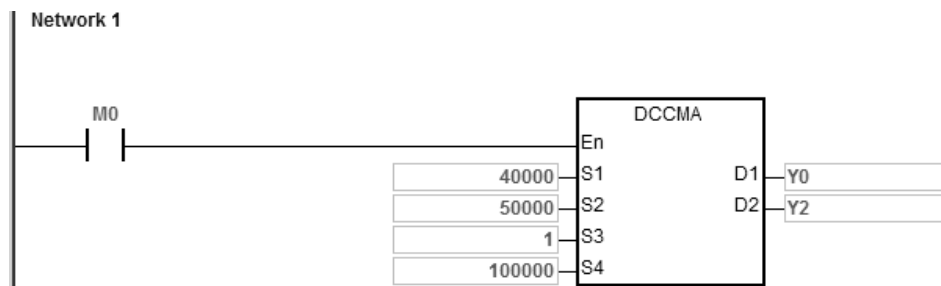 Network 1
M0
DCCMA
En
40000 S1 D1 Y0
50000 S2 D2 Y2
1 S3
100000 S4